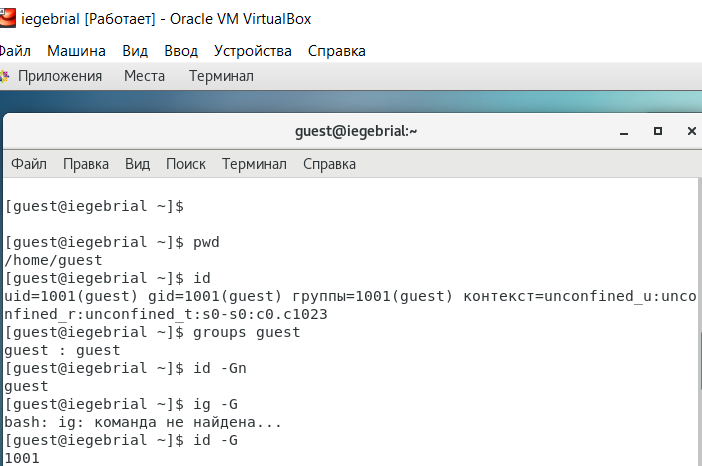 iegebrial [Работает] - Oracle VM VirtualBox
Файл Машина Вид Ввод Устройства Справка
Приложения Места Терминал
guest@iegebrial:~
Файл Правка Вид Поиск Терминал Справка
[guest@iegebrial ~]$
[guest@iegebrial ~]$ pwd
/home/guest
[guest@iegebrial ~]$ id
uid=1001(guest) gid=1001(guest) группы=1001(guest) контекст=unconfined_u:unco
nfined_r:unconfined_t:s0-s0:c0.c1023
[guest@iegebrial ~]$ groups guest
guest : guest
[guest@iegebrial ~]$ id -Gn
guest
[guest@iegebrial ~]$ ig -G
bash: ig: команда не найдена...
[guest@iegebrial ~]$ id -G
1001